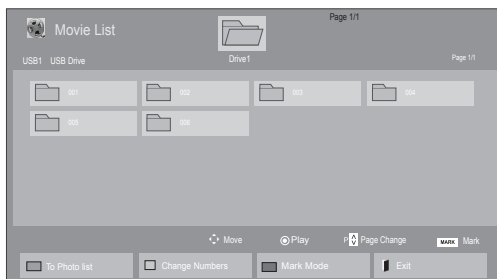 Page 1/1
Movie List
Drive1
USB1 USB Drive
Page 1/1
001 002 003 004
005 006
Move Play P Page Change MARK Mark
To Photo list Change Numbers Mark Mode Exit